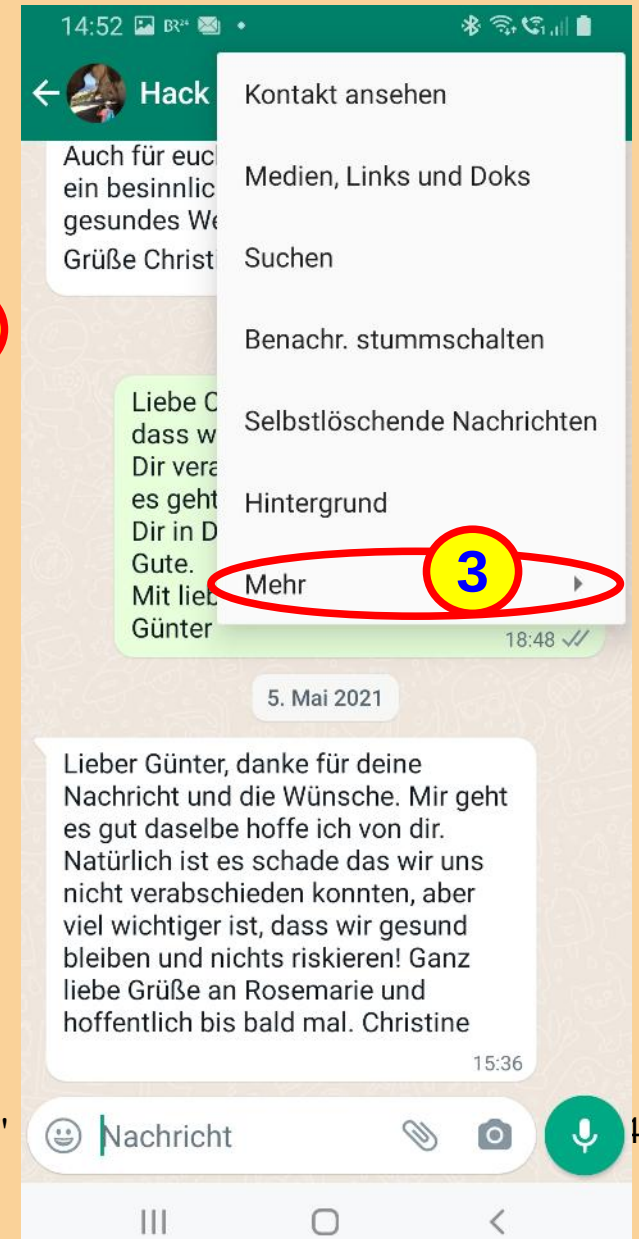 14:52 BR²⁴
Hack
Kontakt ansehen
Medien, Links und Doks
Suchen
Benachr. stummschalten
Selbstlöschende Nachrichten
Hintergrund
Mehr 3
Auch für euc
ein besinnlic
gesundes We
Grüße Christ
Liebe C
dass w
Dir vera
es geht
Dir in D
Gute.
Mit lieb
Günter
18:48
5. Mai 2021
Lieber Günter, danke für deine
Nachricht und die Wünsche. Mir geht
es gut daselbe hoffe ich von dir.
Natürlich ist es schade das wir uns
nicht verabschieden konnten, aber
viel wichtiger ist, dass wir gesund
bleiben und nichts riskieren! Ganz
liebe Grüße an Rosemarie und
hoffentlich bis bald mal. Christine
15:36
Nachricht